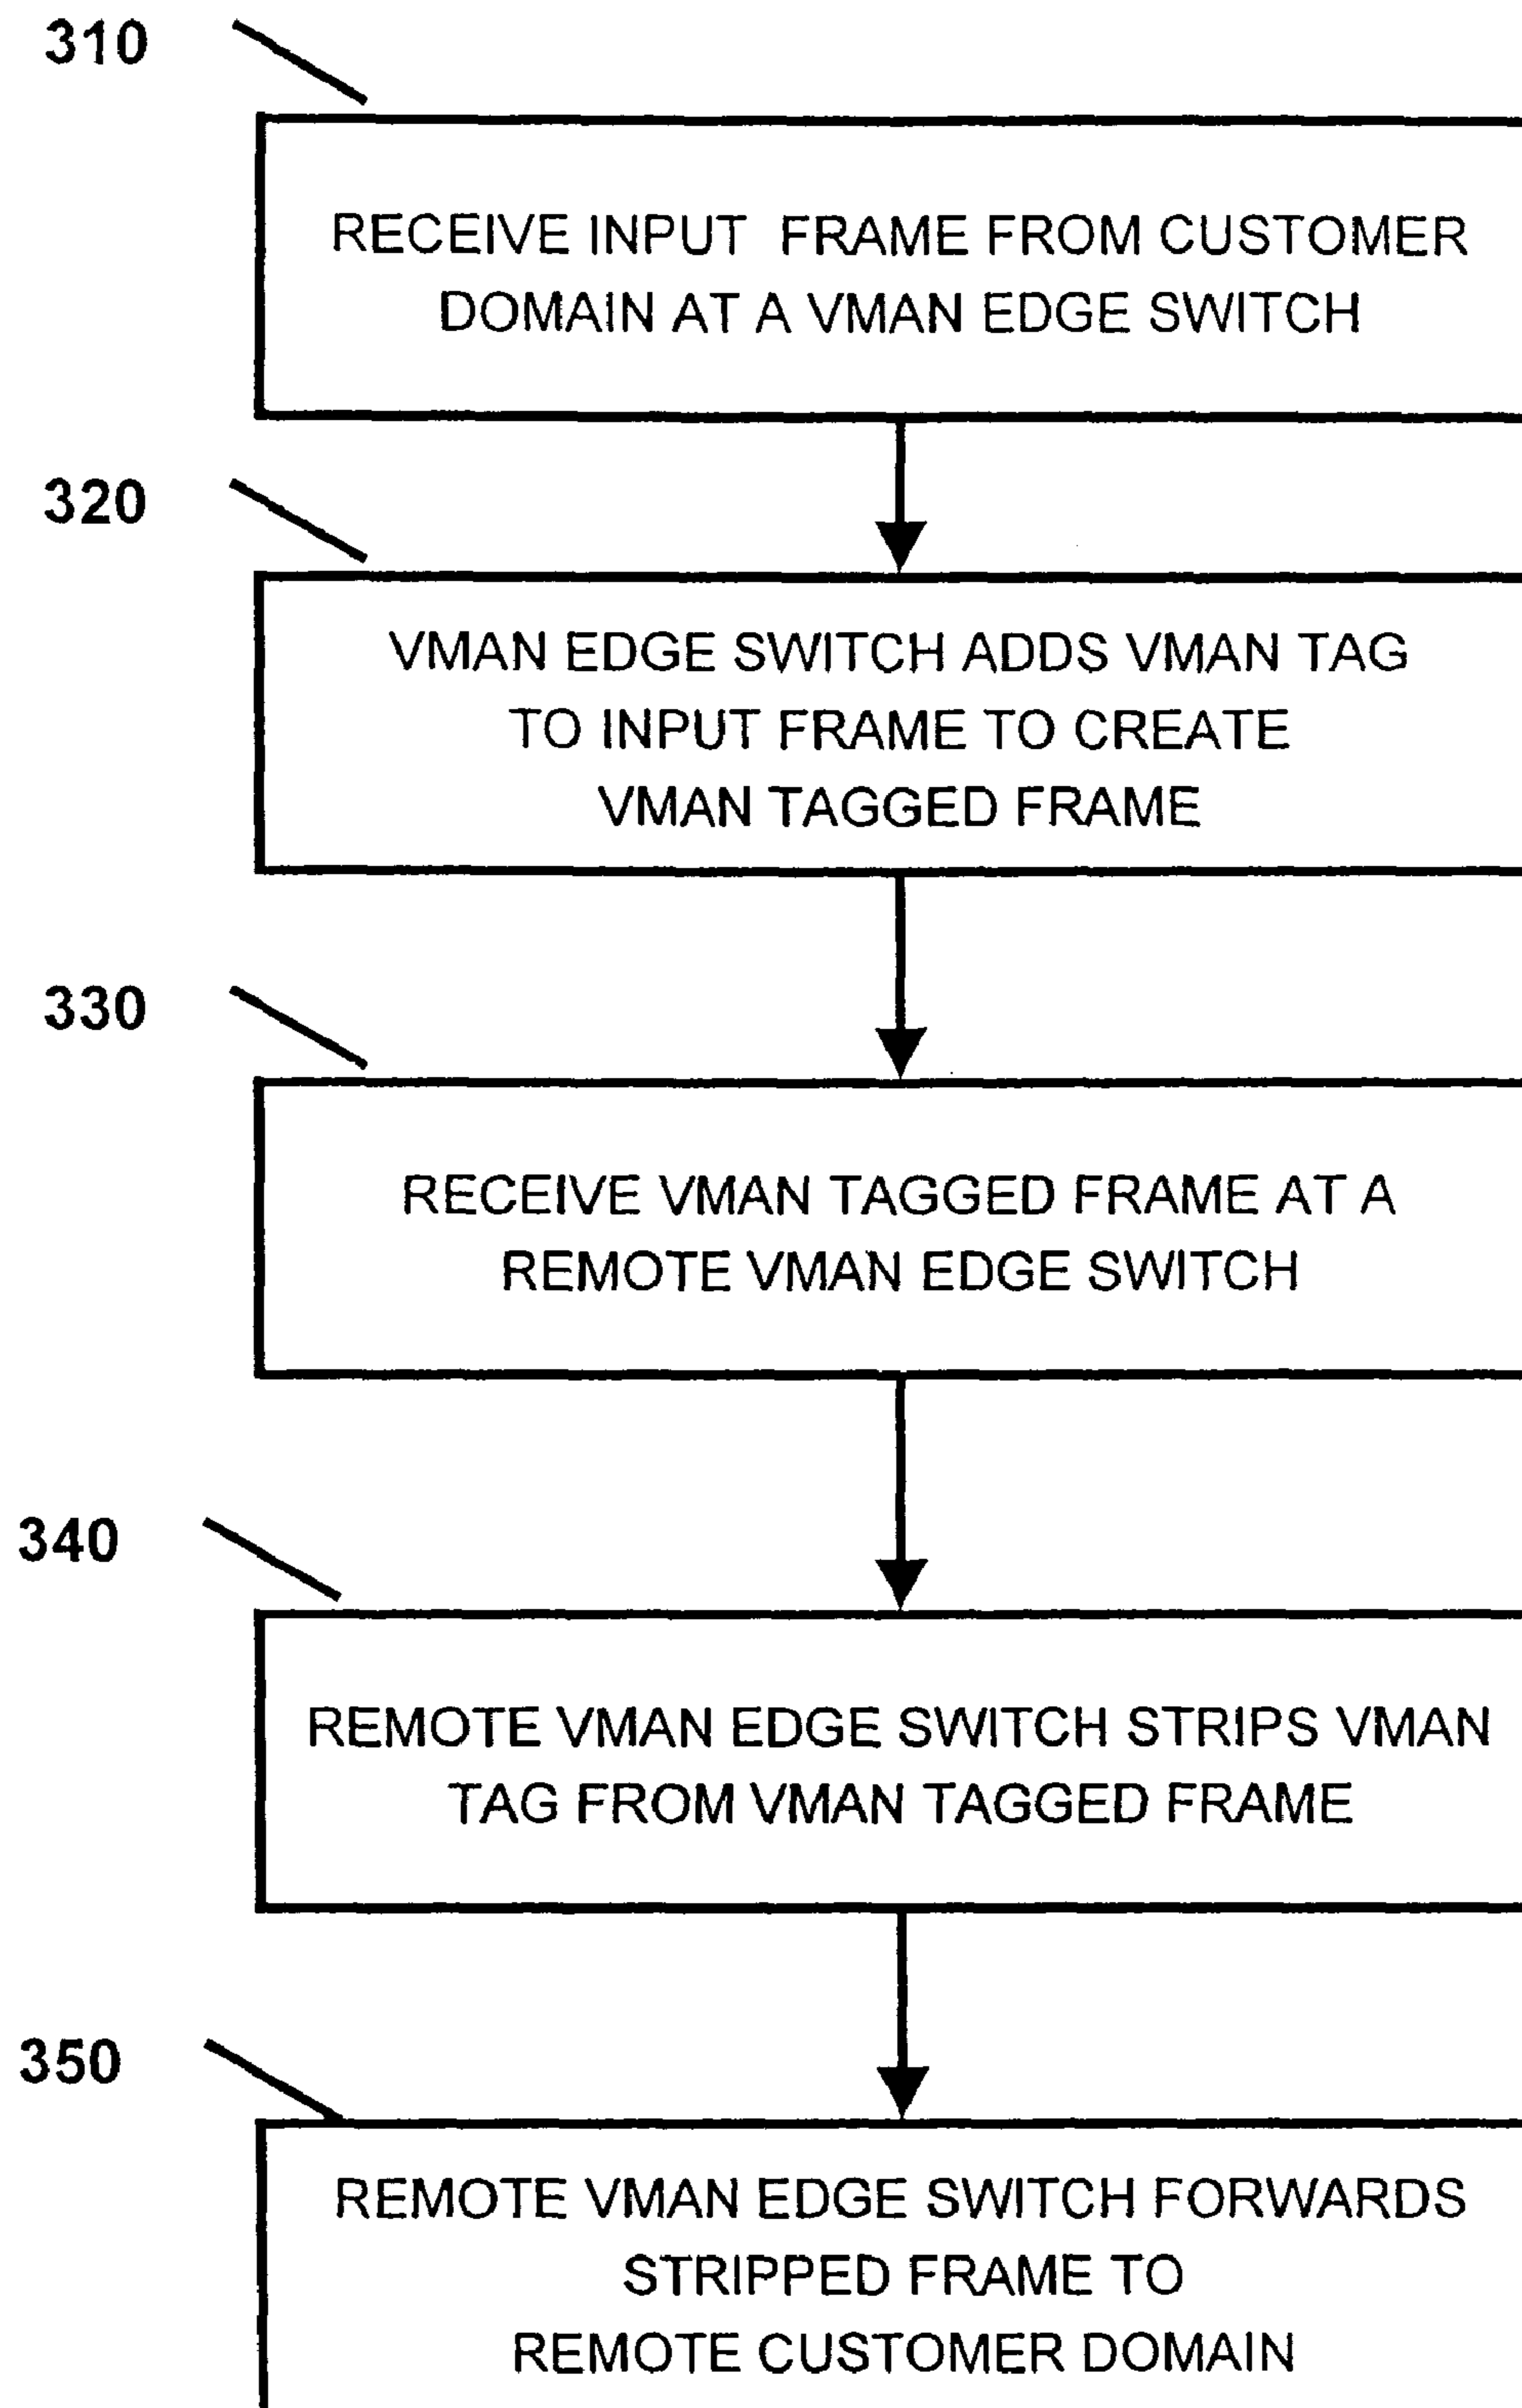 310
RECEIVE INPUT FRAME FROM CUSTOMER
DOMAIN AT A VMAN EDGE SWITCH
320
VMAN EDGE SWITCH ADDS VMAN TAG
TO INPUT FRAME TO CREATE
VMAN TAGGED FRAME
330
RECEIVE VMAN TAGGED FRAME AT A
REMOTE VMAN EDGE SWITCH
340
REMOTE VMAN EDGE SWITCH STRIPS VMAN
TAG FROM VMAN TAGGED FRAME
350
REMOTE VMAN EDGE SWITCH FORWARDS
STRIPPED FRAME TO
REMOTE CUSTOMER DOMAIN